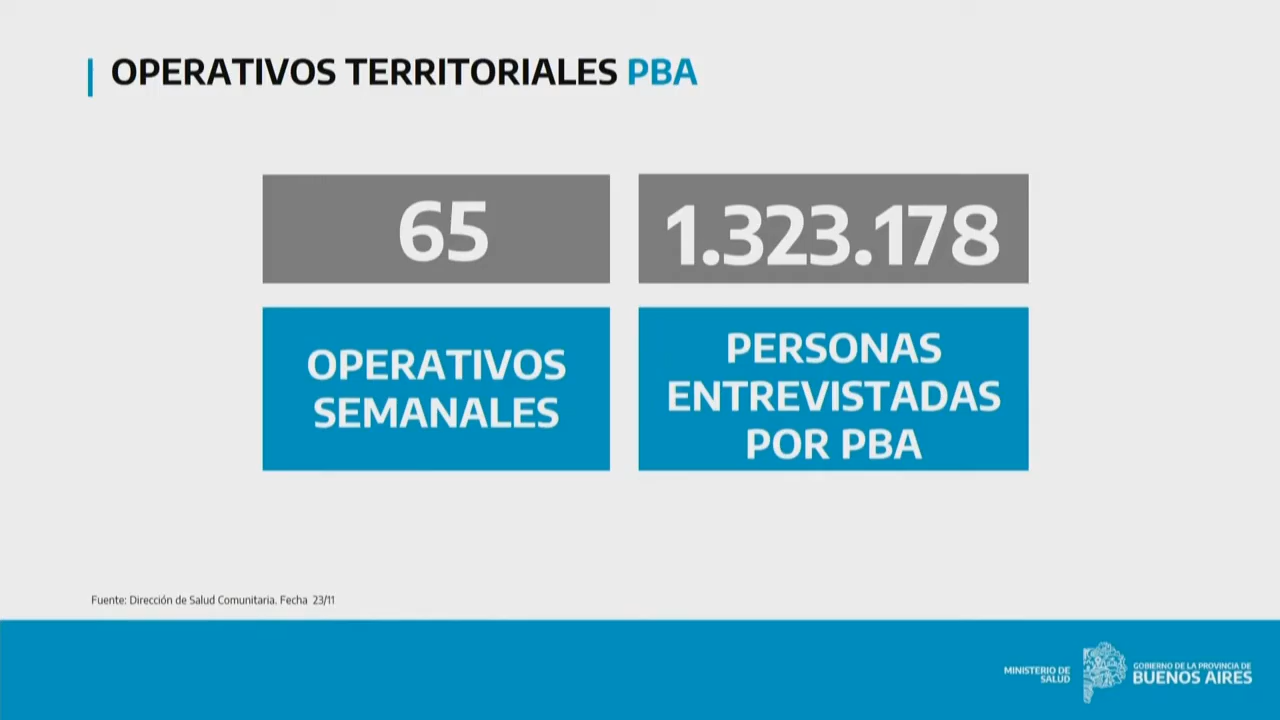 OPERATIVOS TERRITORIALES PBA
65
1.323.178
OPERATIVOS
SEMANALES
PERSONAS
ENTREVISTADAS
POR PBA
Fuente: Dirección de Salud Comunitaria. Fecha 23/11
MINISTERIO DE
SALUD
GOBIERNO DE LA PROVINCIA DE
BUENOS AIRES